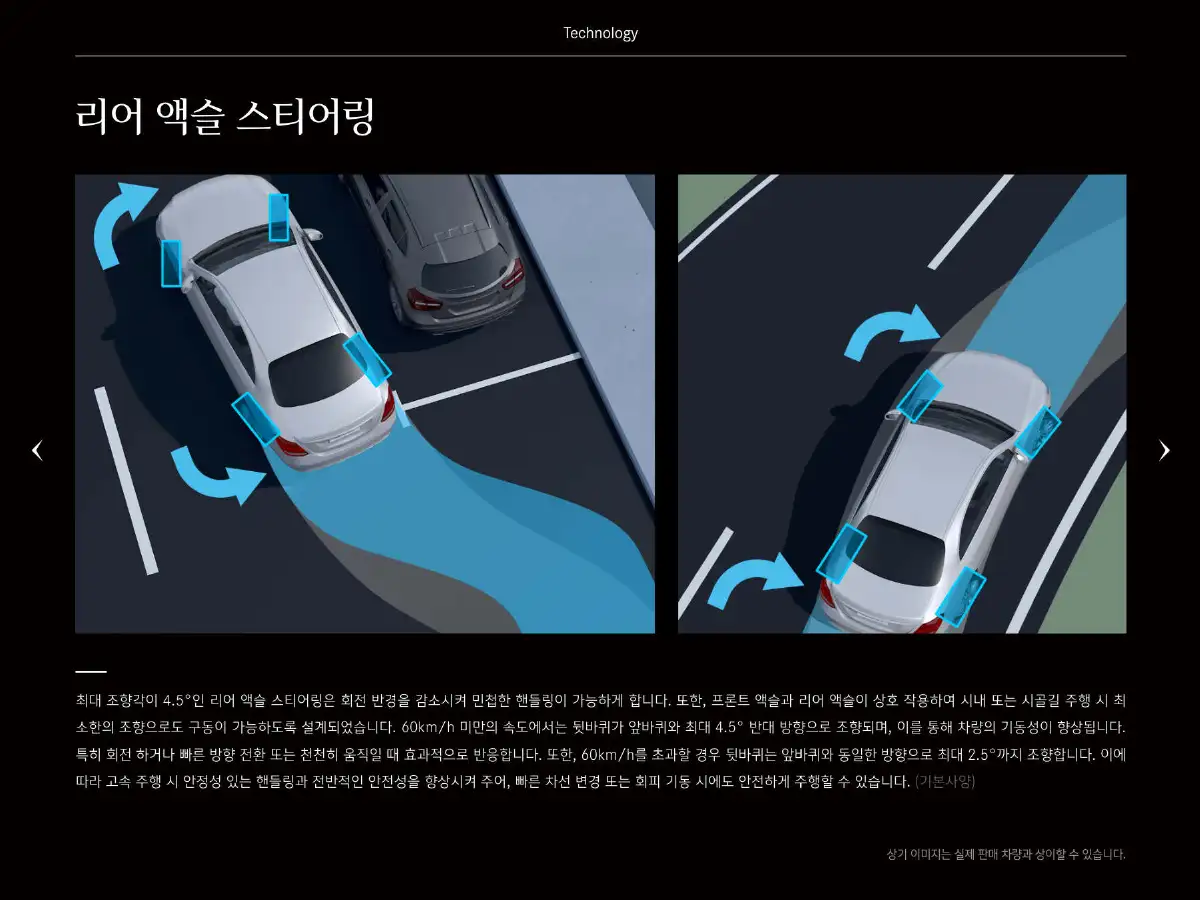 Technology
리어 액슬 스티어링
최대 조향각이 4.5°인 리어 액슬 스티어링은 회전 반경을 감소시켜 민첩한 핸들링이 가능하게 합니다. 또한, 프론트 액슬과 리어 액슬이 상호 작용하여 시내 또는 시골길 주행 시 최
소한의 조향으로도 구동이 가능하도록 설계되었습니다. 60km/h 미만의 속도에서는 뒷바퀴가 앞바퀴와 최대 4.5° 반대 방향으로 조향되며, 이를 통해 차량의 기동성이 향상됩니다.
특히 회전 하거나 빠른 방향 전환 또는 천천히 움직일 때 효과적으로 반응합니다. 또한, 60km/h를 초과할 경우 뒷바퀴는 앞바퀴와 동일한 방향으로 최대 2.5°까지 조향합니다. 이에
따라 고속 주행 시 안정성 있는 핸들링과 전반적인 안전성을 향상시켜 주어, 빠른 차선 변경 또는 회피 기동 시에도 안전하게 주행할 수 있습니다. (기본사양)
상기 이미지는 실제 판매 차량과 상이할 수 있습니다.